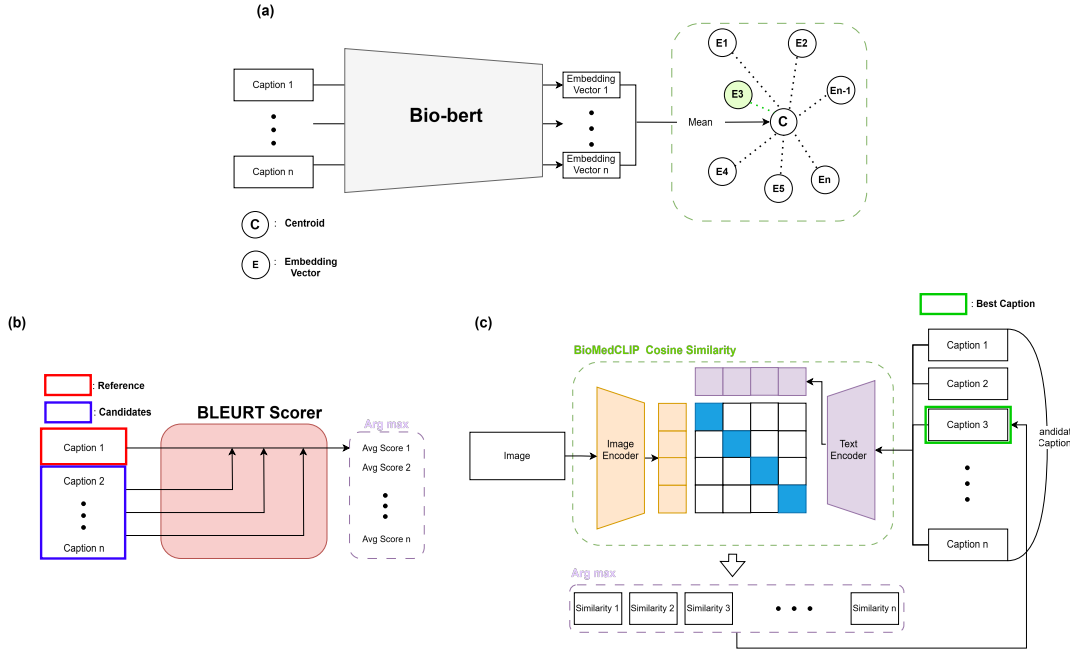 (a)
Caption 1
Caption n
Bio-bert
Embedding
Vector 1
Embedding
Vector n
Mean
E1
E2
E3
En-1
C
E4
E5
En
C : Centroid
E : Embedding
Vector
(b)
: Reference
: Candidates
BLEURT Scorer
Caption 1
Caption 2
Caption n
Arg max
Avg Score 1
Avg Score 2
Avg Score n
(c)
: Best Caption
BioMedCLIP Cosine Similarity
Image
Image
Encoder
Text
Encoder
Caption 1
Caption 2
Caption 3
Caption n
andidat
Caption
Arg max
Similarity 1
Similarity 2
Similarity 3
Similarity n